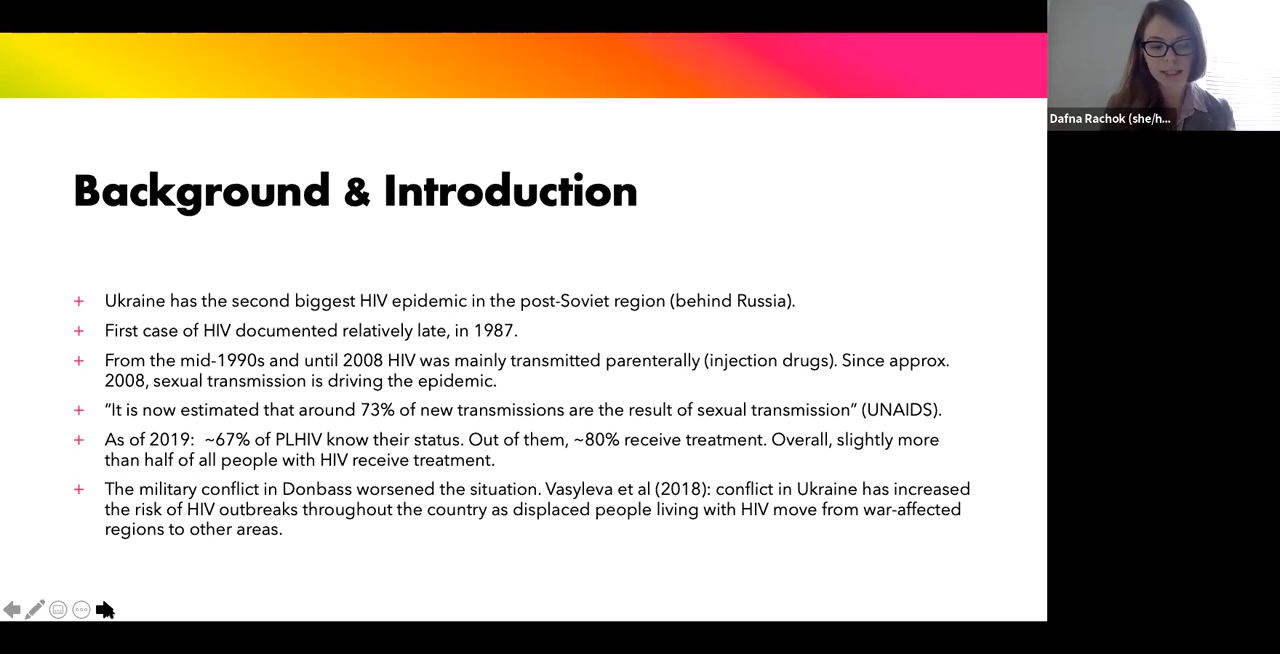 Background & Introduction
+ Ukraine has the second biggest HIV epidemic in the post-Soviet region (behind Russia).
+ First case of HIV documented relatively late, in 1987.
+ From the mid-1990s and until 2008 HIV was mainly transmitted parenterally (injection drugs). Since approx.
2008, sexual transmission is driving the epidemic.
+ “It is now estimated that around 73% of new transmissions are the result of sexual transmission” (UNAIDS).
+ As of 2019:  ~67% of PLHIV know their status. Out of them, ~80% receive treatment. Overall, slightly more
than half of all people with HIV receive treatment.
+ The military conflict in Donbass worsened the situation. Vasyleva et al (2018): conflict in Ukraine has increased
the risk of HIV outbreaks throughout the country as displaced people living with HIV move from war-affected
regions to other areas.
Dafna Rachok (she/h...